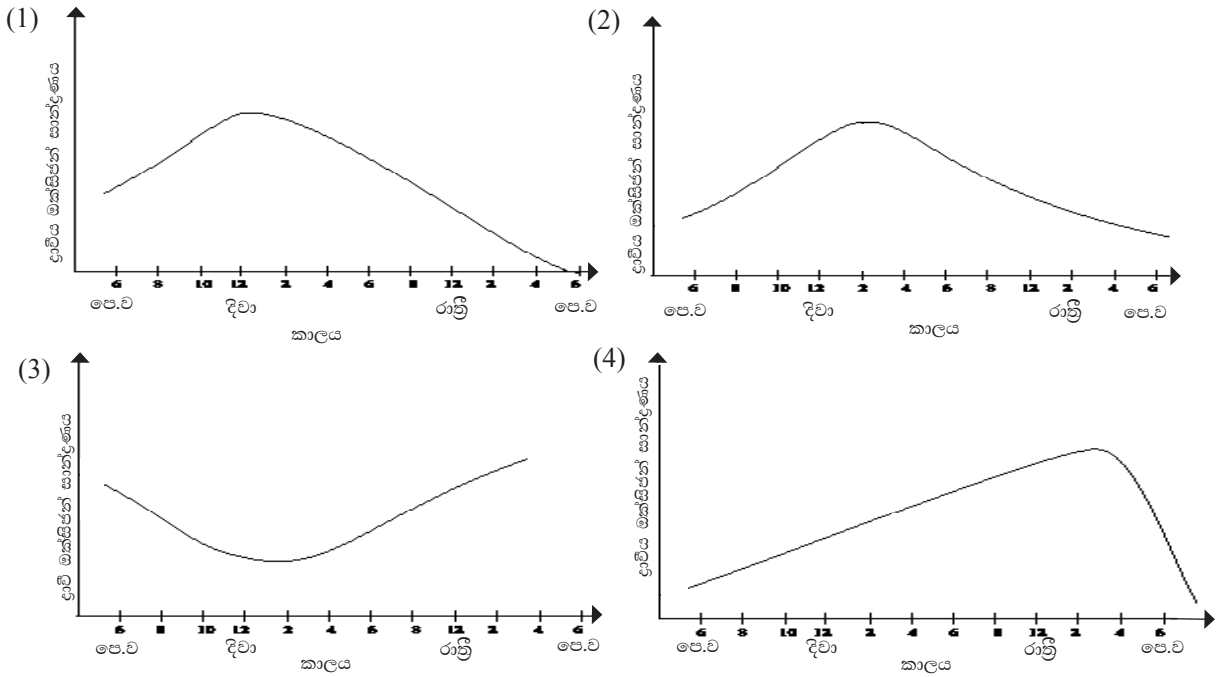 (1)
ද්‍රාවිය ඔක්සිජන් සාන්ද්‍රණය
6 8 10 12 2 4 6 8 12 2 4 6
පෙ.ව දිවා රාත්‍රී පෙ.ව
කාලය
(2)
ද්‍රාවිය ඔක්සිජන් සාන්ද්‍රණය
6 8 10 12 2 4 6 8 12 2 4 6
පෙ.ව දිවා රාත්‍රී පෙ.ව
කාලය
(3)
ද්‍රාවි ඔක්සිජන් සාන්ද්‍රණය
6 8 10 12 2 4 6 8 12 2 4 6
පෙ.ව දිවා රාත්‍රී පෙ.ව
කාලය
(4)
ද්‍රාවිය ඔක්සිජන් සාන්ද්‍රණය
6 8 10 12 2 4 6 8 12 2 4 6
පෙ.ව දිවා රාත්‍රී පෙ.ව
කාලය